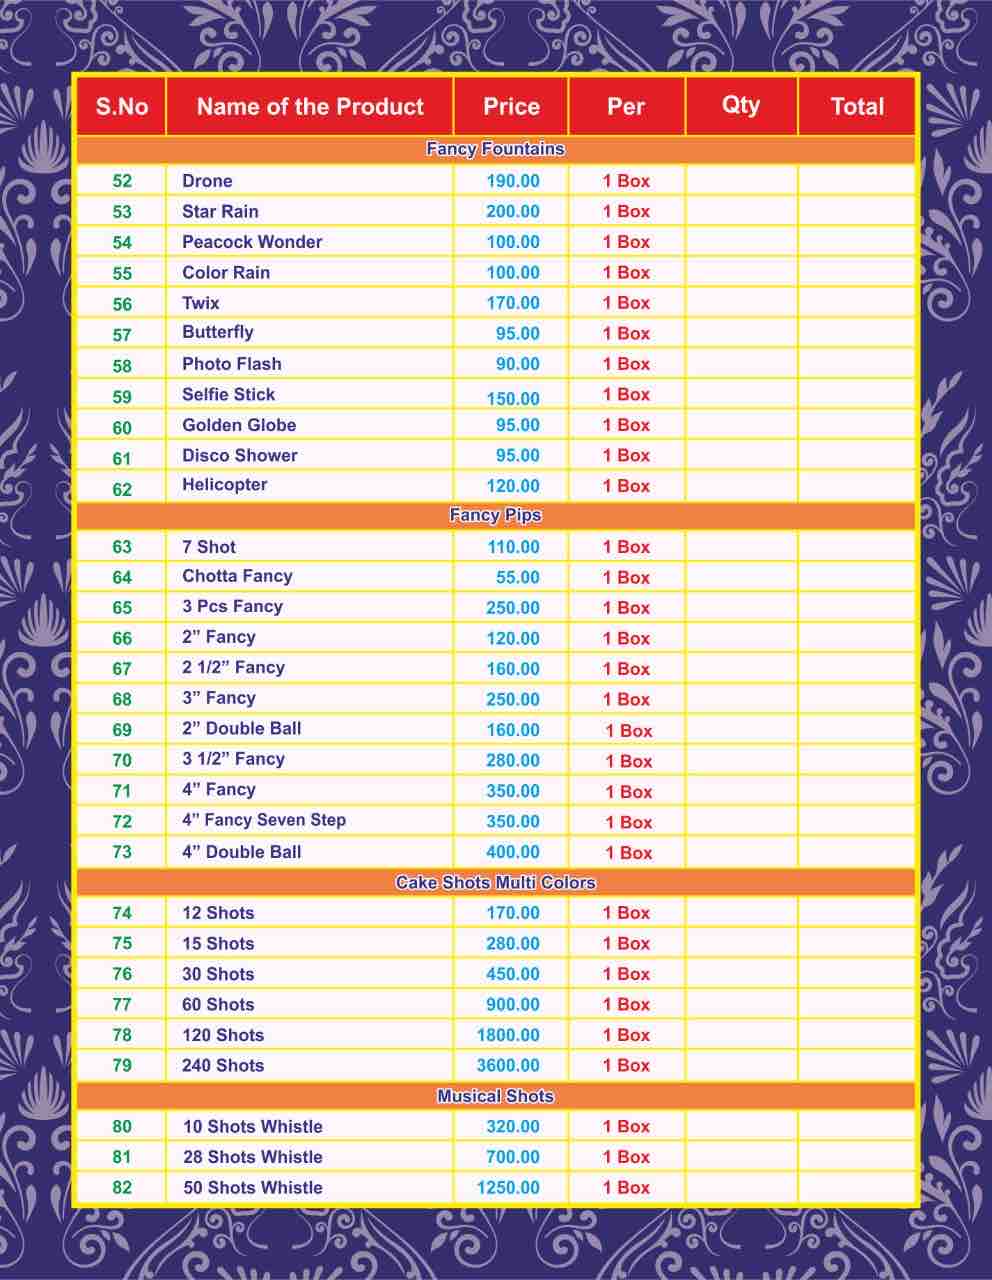 S.No Name of the Product Price Per Qty Total
Fancy Fountains
52 Drone 190.00 1 Box
53 Star Rain 200.00 1 Box
54 Peacock Wonder 100.00 1 Box
55 Color Rain 100.00 1 Box
56 Twix 170.00 1 Box
57 Butterfly 95.00 1 Box
58 Photo Flash 90.00 1 Box
59 Selfie Stick 150.00 1 Box
60 Golden Globe 95.00 1 Box
61 Disco Shower 95.00 1 Box
62 Helicopter 120.00 1 Box
Fancy Pips
63 7 Shot 110.00 1 Box
64 Chotta Fancy 55.00 1 Box
65 3 Pcs Fancy 250.00 1 Box
66 2” Fancy 120.00 1 Box
67 2 1/2” Fancy 160.00 1 Box
68 3” Fancy 250.00 1 Box
69 2” Double Ball 160.00 1 Box
70 3 1/2” Fancy 280.00 1 Box
71 4” Fancy 350.00 1 Box
72 4” Fancy Seven Step 350.00 1 Box
73 4” Double Ball 400.00 1 Box
Cake Shots Multi Colors
74 12 Shots 170.00 1 Box
75 15 Shots 280.00 1 Box
76 30 Shots 450.00 1 Box
77 60 Shots 900.00 1 Box
78 120 Shots 1800.00 1 Box
79 240 Shots 3600.00 1 Box
Musical Shots
80 10 Shots Whistle 320.00 1 Box
81 28 Shots Whistle 700.00 1 Box
82 50 Shots Whistle 1250.00 1 Box